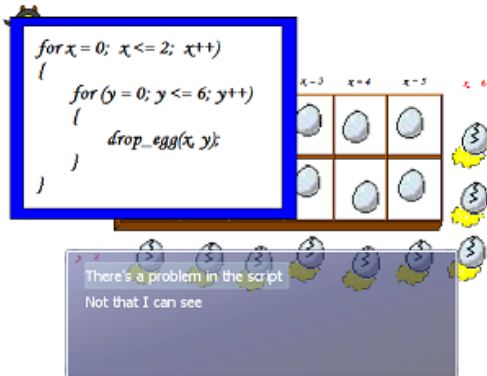 for x = 0; x <= 2; x++)
{
for (y = 0; y <= 6; y++)
{
drop_egg(x, y);
}
}
x = 3 x = 4 x = 5 x 6
There's a problem in the script
Not that I can see